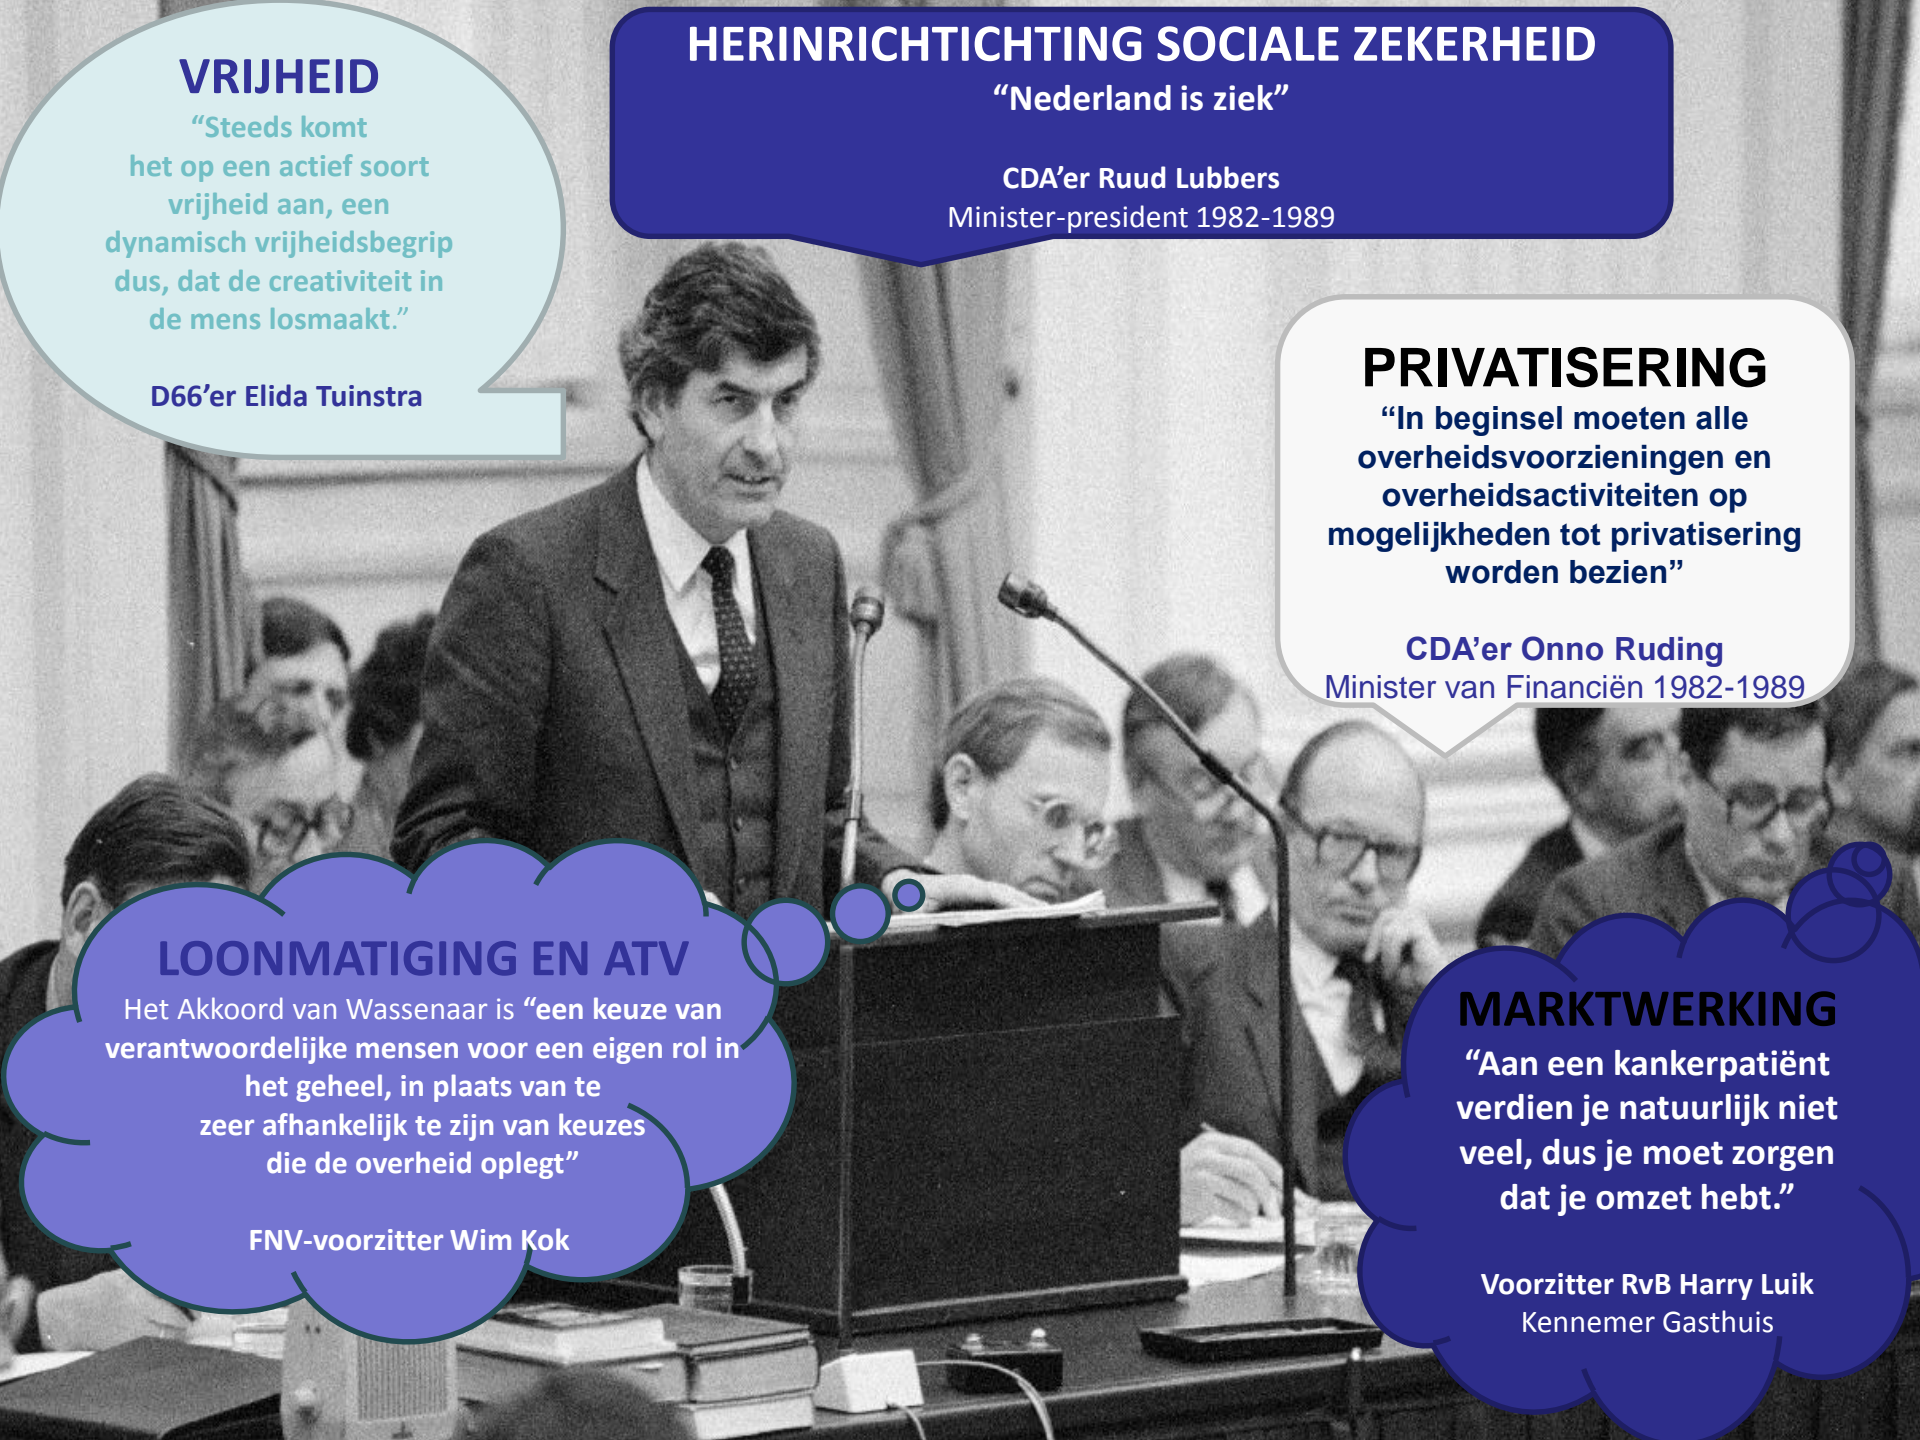 VRIJHEID
“Steeds komt
het op een actief soort
vrijheid aan, een
dynamisch vrijheidsbegrip
dus, dat de creativiteit in
de mens losmaakt.”
D66’er Elida Tuinstra
HERINRICHTICHTING SOCIALE ZEKERHEID
“Nederland is ziek”
CDA’er Ruud Lubbers
Minister-president 1982-1989
PRIVATISERING
“In beginsel moeten alle
overheidsvoorzieningen en
overheidsactiviteiten op
mogelijkheden tot privatisering
worden bezien”
CDA’er Onno Ruding
Minister van Financiën 1982-1989
LOONMATIGING EN ATV
Het Akkoord van Wassenaar is “een keuze van
verantwoordelijke mensen voor een eigen rol in
het geheel, in plaats van te
zeer afhankelijk te zijn van keuzes
die de overheid oplegt”
FNV-voorzitter Wim Kok
MARKTWERKING
“Aan een kankerpatiënt
verdien je natuurlijk niet
veel, dus je moet zorgen
dat je omzet hebt.”
Voorzitter RvB Harry Luik
Kennemer Gasthuis